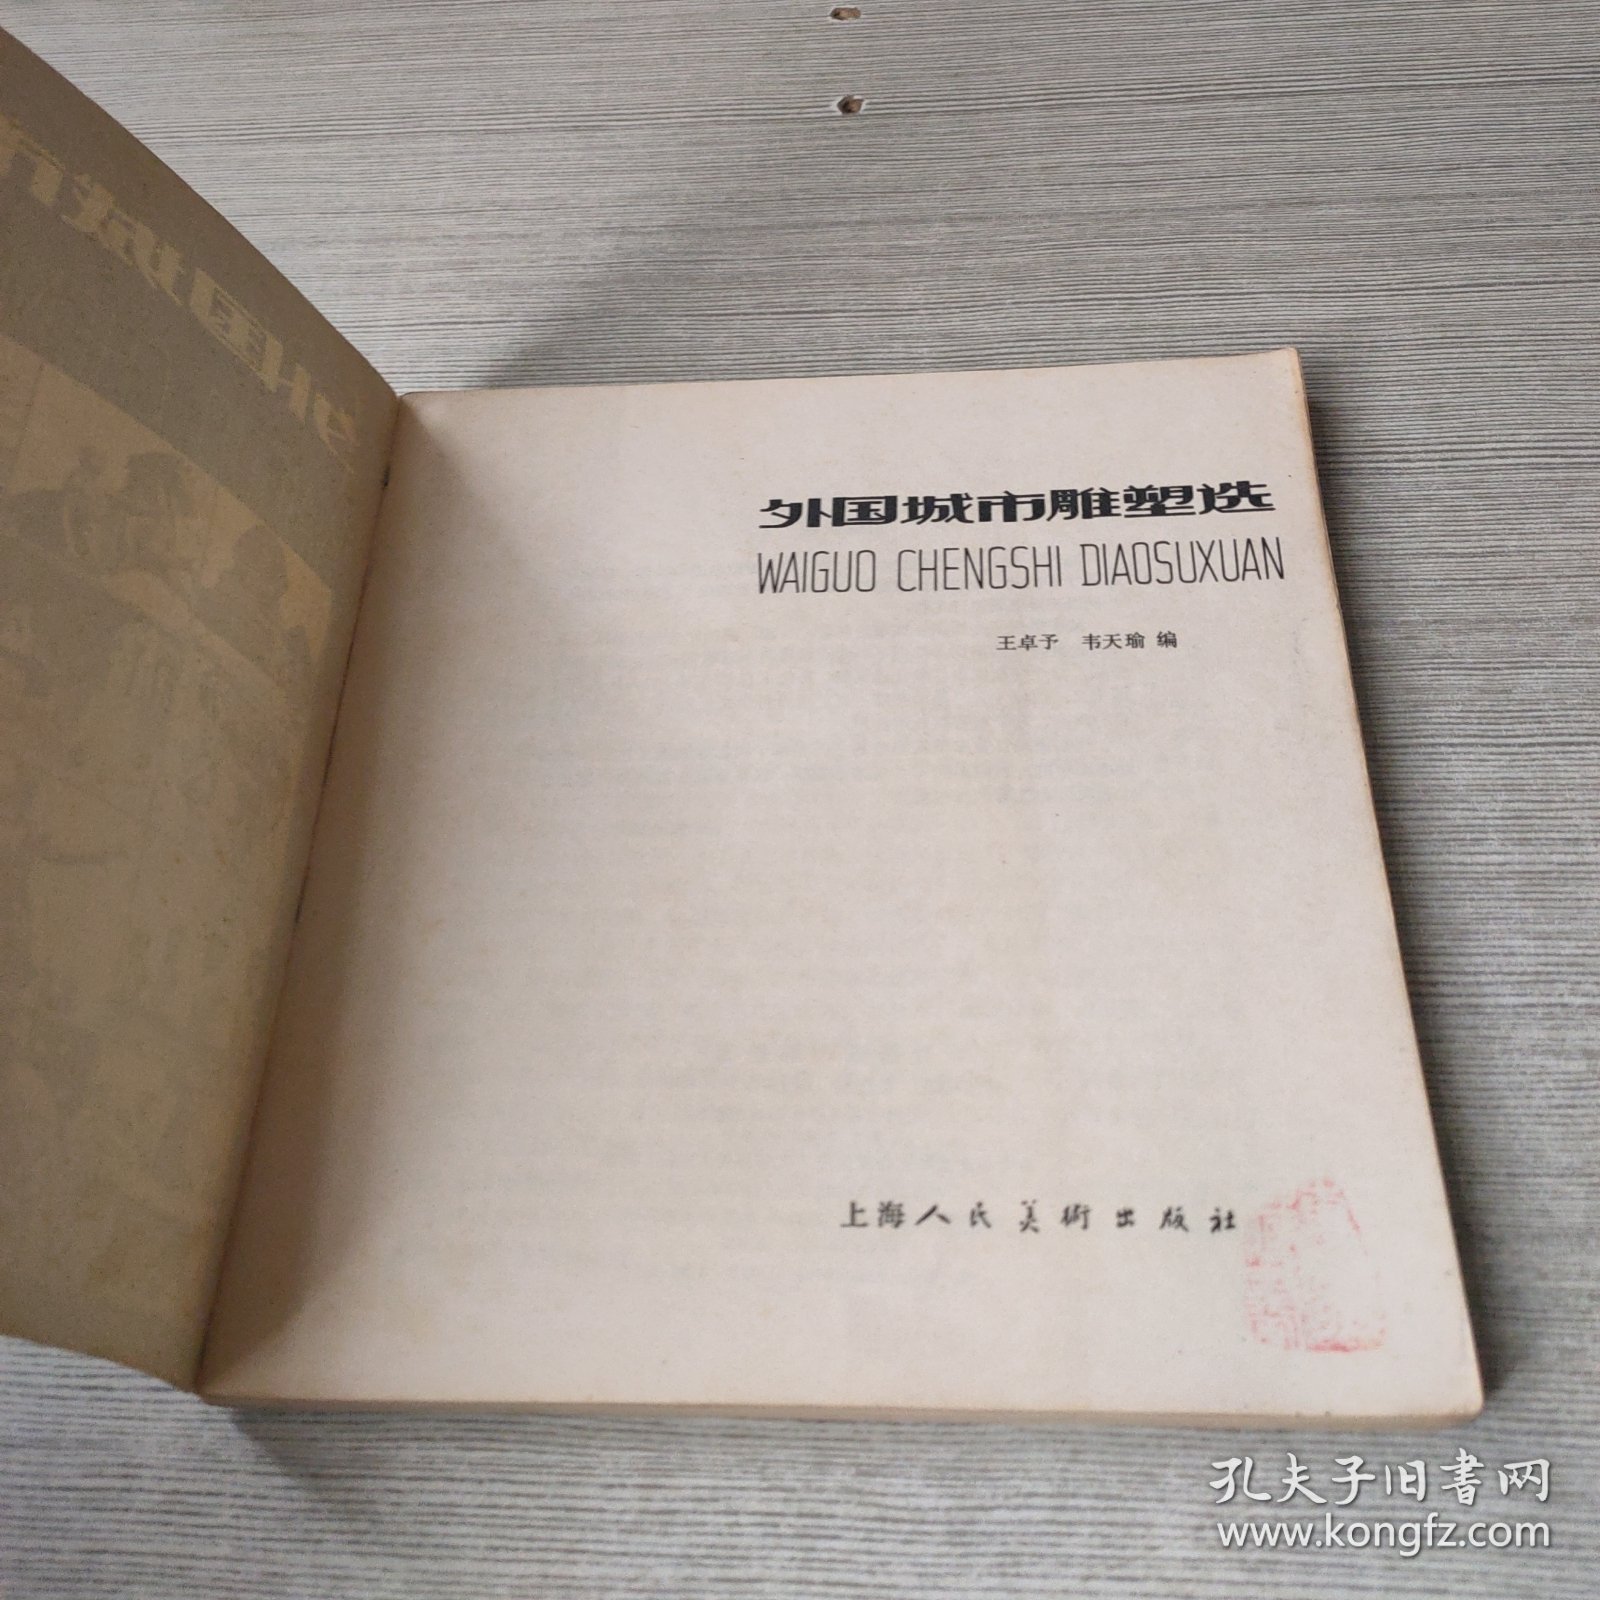 外国城市雕塑选
WAIGUO CHENGSHI DIAOSUXUAN
王卓予 韦天瑜 编
上海人民美術出版社
孔夫子旧书网
www.kongfz.com